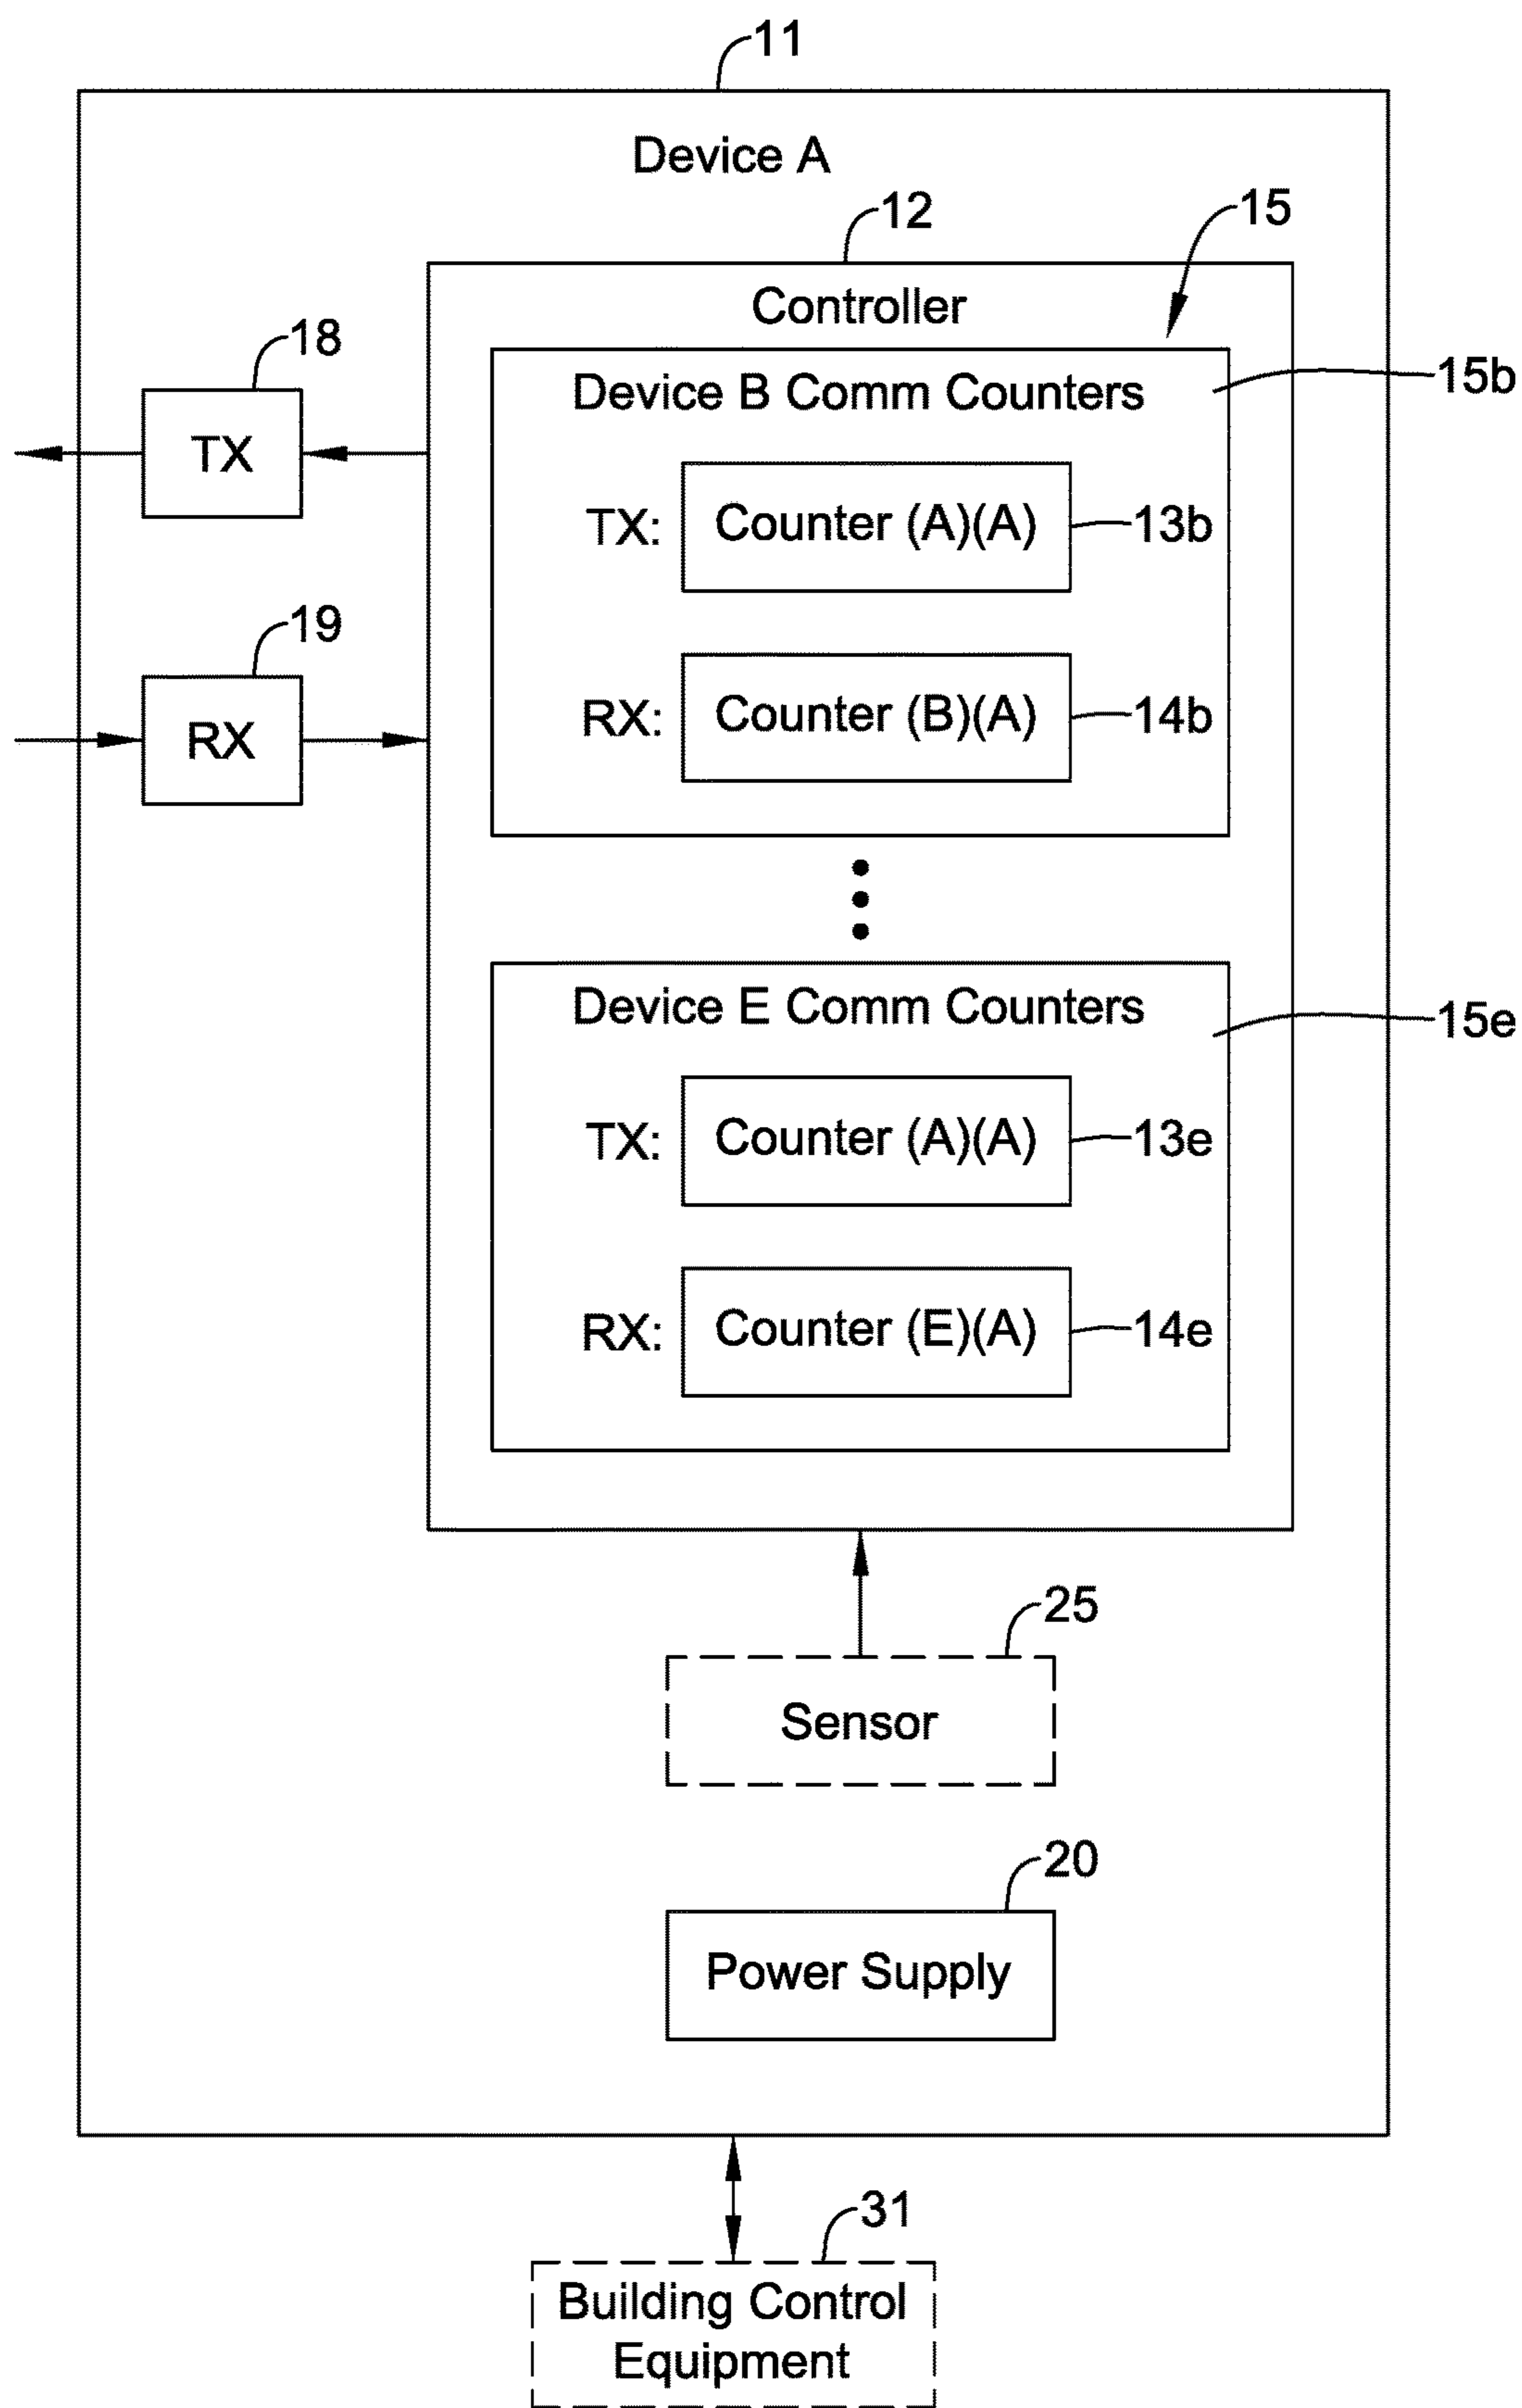 11
Device A
12
15
Controller
18
15b
Device B Comm Counters
TX
TX:
Counter (A)(A)
13b
19
RX:
Counter (B)(A)
14b
RX
Device E Comm Counters
15e
TX:
Counter (A)(A)
13e
RX:
Counter (E)(A)
14e
25
Sensor
20
Power Supply
31
Building Control
Equipment